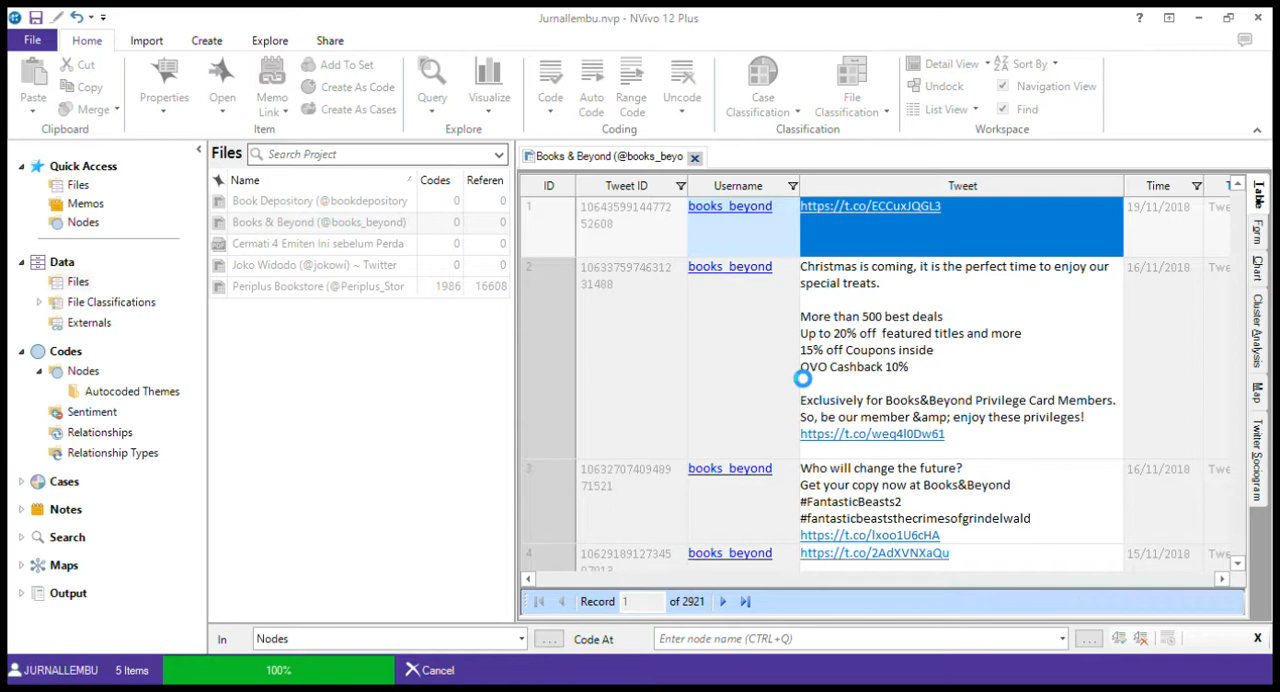 Jurnallembu.nvp - NVivo 12 Plus
File Home Import Create Explore Share
Paste Cut Copy Merge
Clipboard
Properties Open Memo Link Add To Set Create As Code Create As Cases
Item
Query Visualize
Explore
Code Auto Code Range Code Uncode
Coding
Case Classification File Classification
Classification
Detail View Sort By
Undock Navigation View
List View Find
Workspace
Quick Access
Files
Memos
Nodes
Data
Files
File Classifications
Externals
Codes
Nodes
Autocoded Themes
Sentiment
Relationships
Relationship Types
Cases
Notes
Search
Maps
Output
Files Search Project
Name Codes Referen
Book Depository (@bookdepository 0 0
Books & Beyond (@books_beyond) 0 0
Cermati 4 Emiten Ini sebelum Perda 0 0
Joko Widodo (@jokowi) ~ Twitter 0 0
Periplus Bookstore (@Periplus_Stor 1986 16608
Books & Beyond (@books_beyo
ID Tweet ID Username Tweet Time
1 10643599144772 books_beyond https://t.co/ECCuxJQGL3 19/11/2018 Twe
52608
2 10633759746312 books_beyond Christmas is coming, it is the perfect time to enjoy our 16/11/2018 Twe
31488 special treats.
More than 500 best deals
Up to 20% off featured titles and more
15% off Coupons inside
OVO Cashback 10%
Exclusively for Books&Beyond Privilege Card Members.
So, be our member &amp; enjoy these privileges!
https://t.co/weq4l0Dw61
3 10632707409489 books_beyond Who will change the future? 16/11/2018 Twe
71521 Get your copy now at Books&Beyond
#FantasticBeasts2
#fantasticbeaststhecrimesofgrindelwald
https://t.co/lxoo1U6cHA
4 10629189127345 books_beyond https://t.co/2AdXVNXaQu 15/11/2018 Twe
Table
Form
Chart
Cluster Analysis
Map
Twitter Sociogram
Record 1 of 2921
In Nodes ... Code At Enter node name (CTRL+Q) ... X
JURNALLEMBU 5 Items 100% Cancel